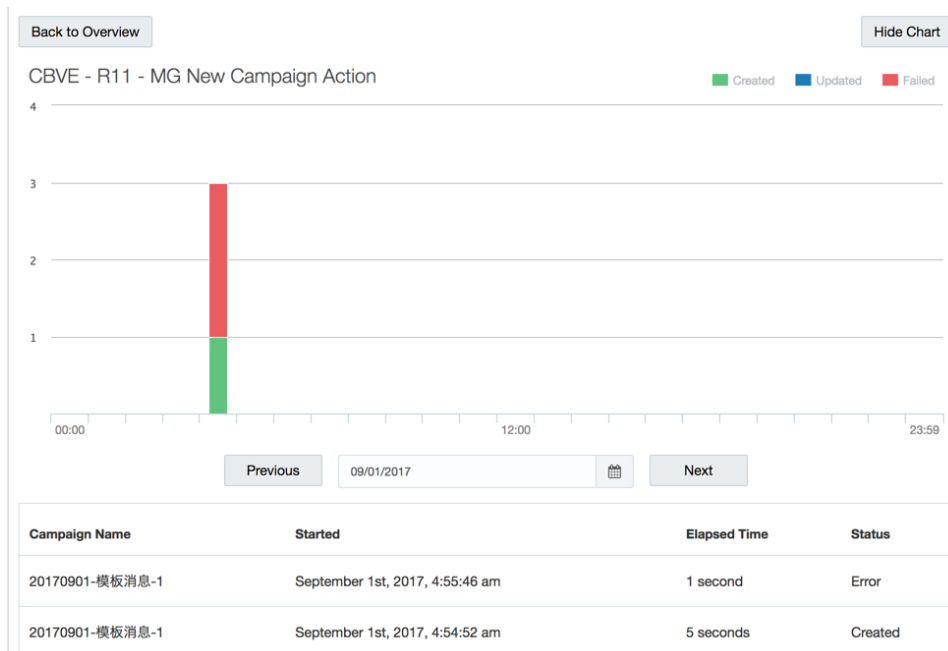 Back to Overview
Hide Chart
CBVE - R11 - MG New Campaign Action
Created Updated Failed
4
3
2
1
00:00 12:00 23:59
Previous 09/01/2017 Next
Campaign Name Started Elapsed Time Status
20170901-模板消息-1 September 1st, 2017, 4:55:46 am 1 second Error
20170901-模板消息-1 September 1st, 2017, 4:54:52 am 5 seconds Created